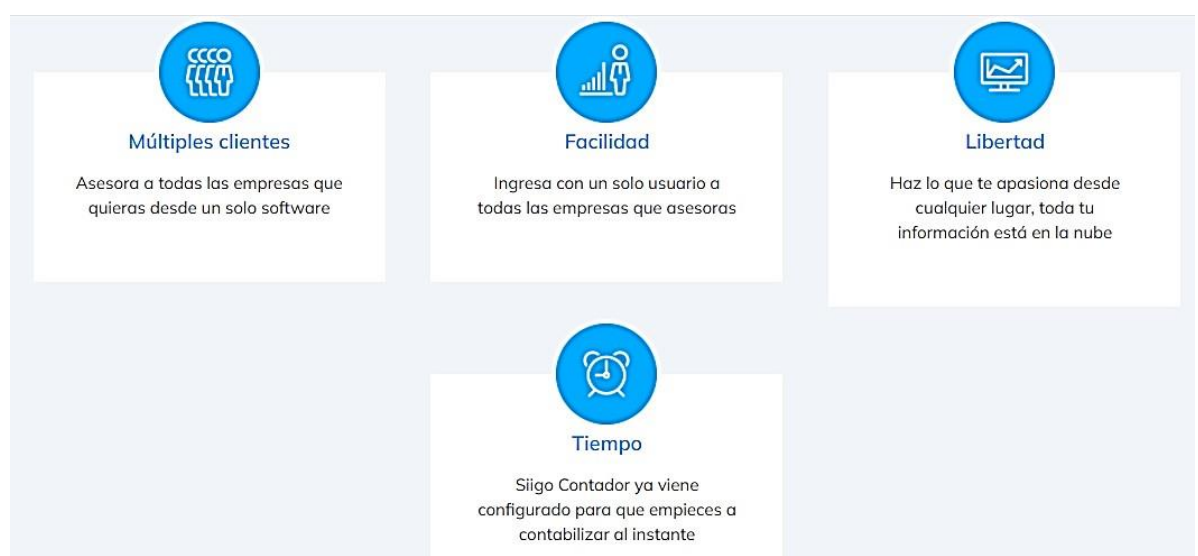 Múltiples clientes
Asesora a todas las empresas que
quieras desde un solo software
Facilidad
Ingresa con un solo usuario a
todas las empresas que asesoras
Libertad
Haz lo que te apasiona desde
cualquier lugar, toda tu
información está en la nube
Tiempo
Siigo Contador ya viene
configurado para que empieces a
contabilizar al instante